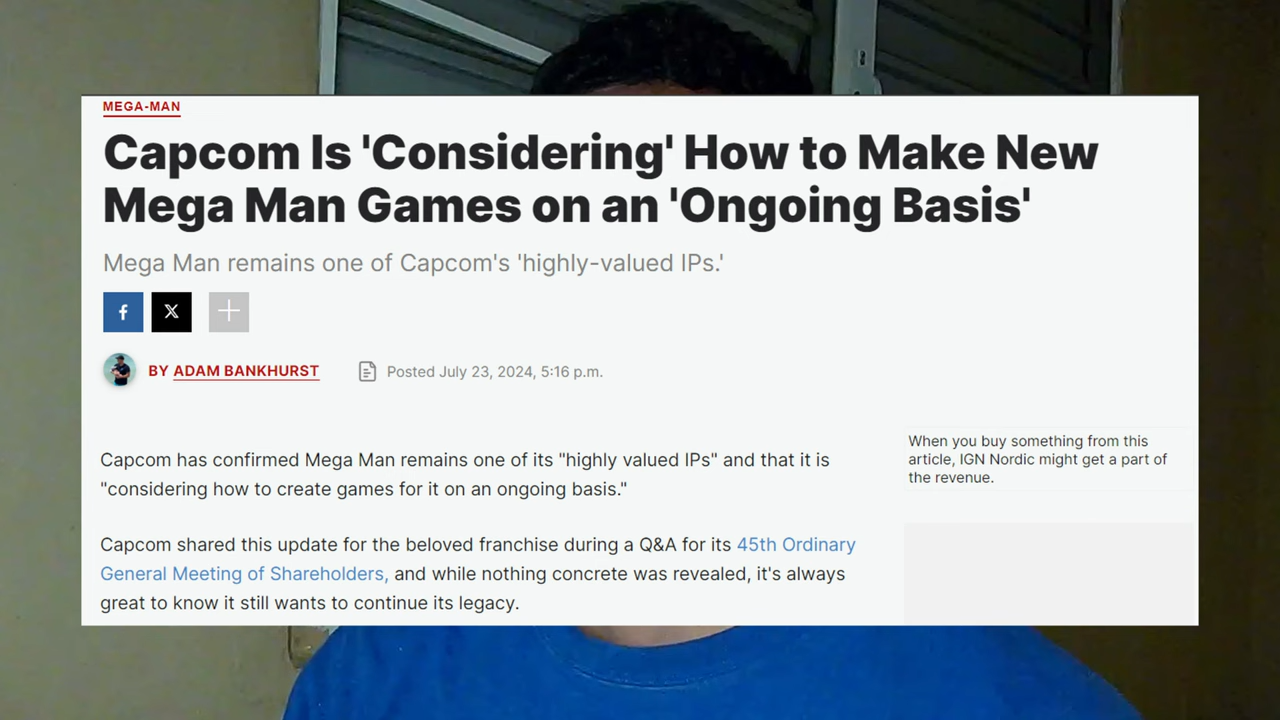 MEGA-MAN
Capcom Is 'Considering' How to Make New
Mega Man Games on an 'Ongoing Basis'
Mega Man remains one of Capcom's 'highly-valued IPs.'
BY ADAM BANKHURST
Posted July 23, 2024, 5:16 p.m.
Capcom has confirmed Mega Man remains one of its "highly valued IPs" and that it is
"considering how to create games for it on an ongoing basis."
Capcom shared this update for the beloved franchise during a Q&A for its 45th Ordinary
General Meeting of Shareholders, and while nothing concrete was revealed, it's always
great to know it still wants to continue its legacy.
When you buy something from this
article, IGN Nordic might get a part of
the revenue.